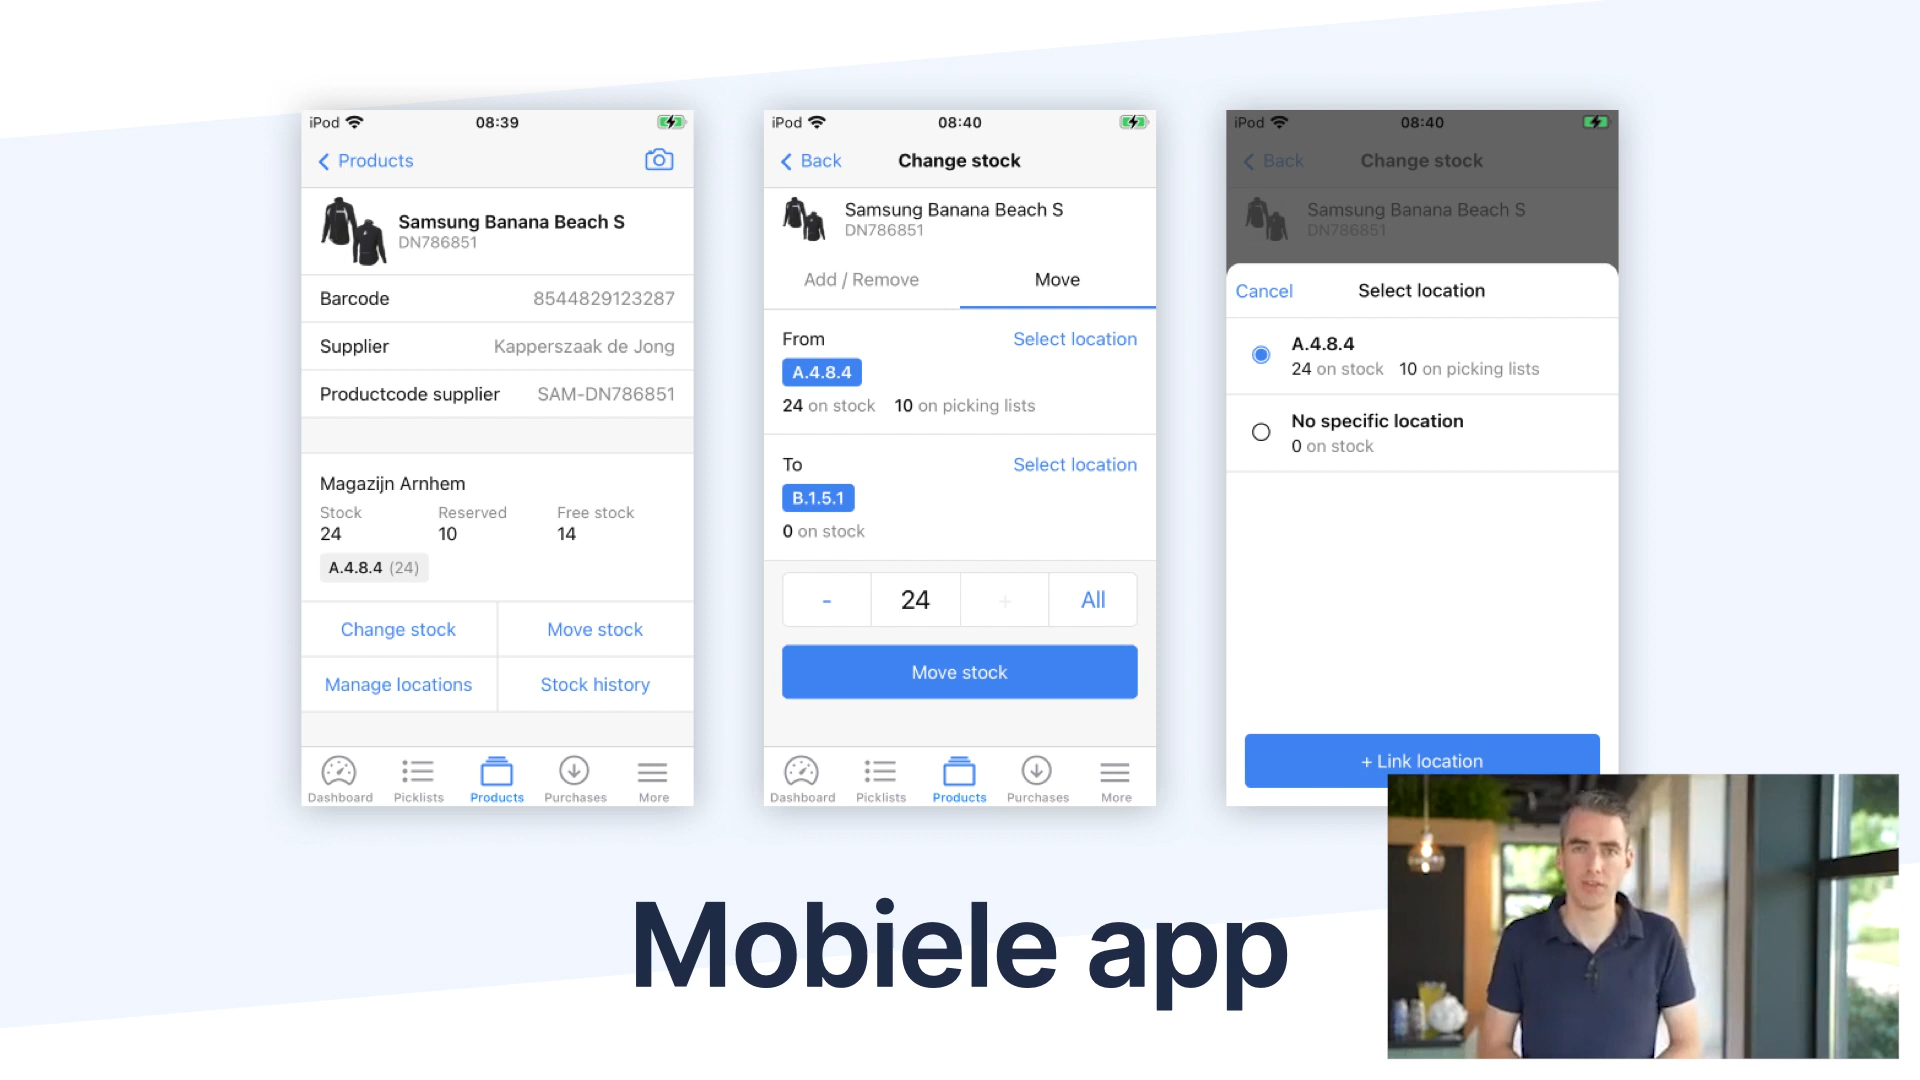 iPod 08:39
Products
Samsung Banana Beach S
DN786851
Barcode 8544829123287
Supplier Kapperszaak de Jong
Productcode supplier SAM-DN786851
Magazijn Arnhem
Stock Reserved Free stock
24 10 14
A.4.8.4 (24)
Change stock Move stock
Manage locations Stock history
Dashboard Picklists Products Purchases More
iPod 08:40
Back Change stock
Samsung Banana Beach S
DN786851
Add / Remove Move
From Select location
A.4.8.4
24 on stock 10 on picking lists
To Select location
B.1.5.1
0 on stock
- 24 + All
Move stock
Dashboard Picklists Products Purchases More
iPod 08:40
Back Change stock
Samsung Banana Beach S
DN786851
Cancel Select location
A.4.8.4
24 on stock 10 on picking lists
No specific location
0 on stock
+ Link location
Mobiele app